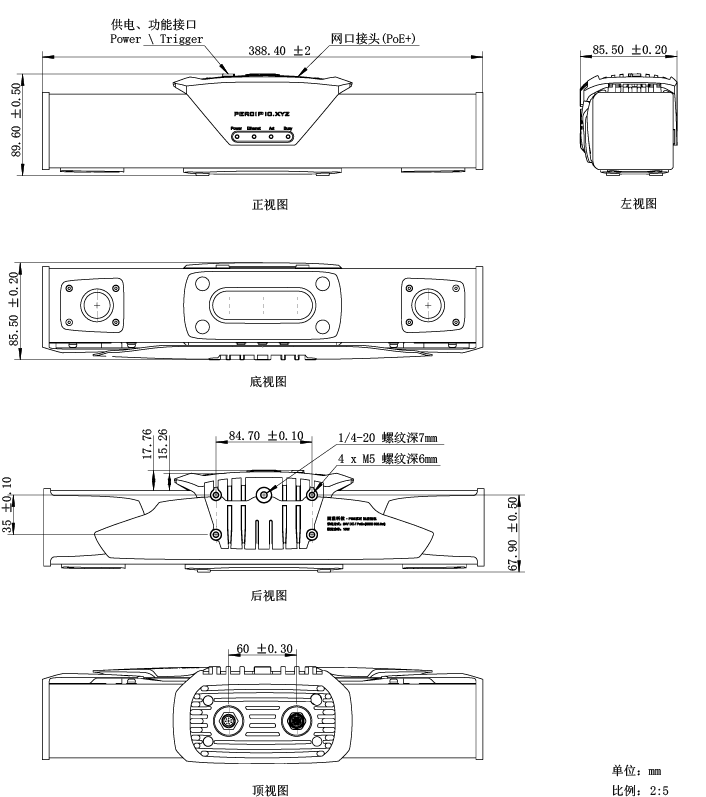 供电、功能接口
Power \ Trigger
网口接头(PoE+)
388.40 ±2
85.50 ±0.20
89.60 ±0.50
PERCIPIO.XYZ
Power Ethernet Act Busy
正视图
左视图
85.50 ±0.20
底视图
17.76
15.26
84.70 ±0.10
1/4-20 螺纹深7mm
4 x M5 螺纹深6mm
35 ±0.10
67.90 ±0.50
后视图
60 ±0.30
顶视图
单位: mm
比例: 2:5